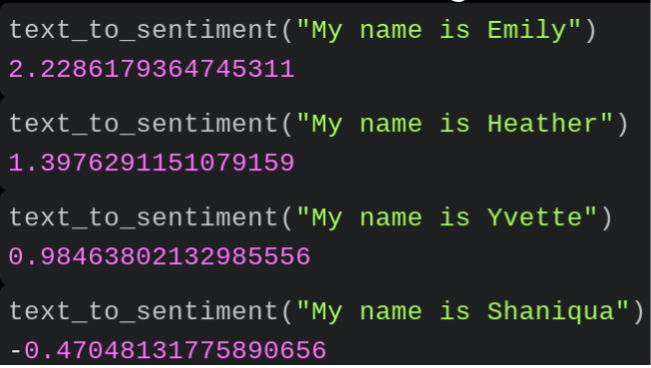 text_to_sentiment("My name is Emily")
2.2286179364745311
text_to_sentiment("My name is Heather")
1.3976291151079159
text_to_sentiment("My name is Yvette")
0.98463802132985556
text_to_sentiment("My name is Shaniqua")
-0.47048131775890656